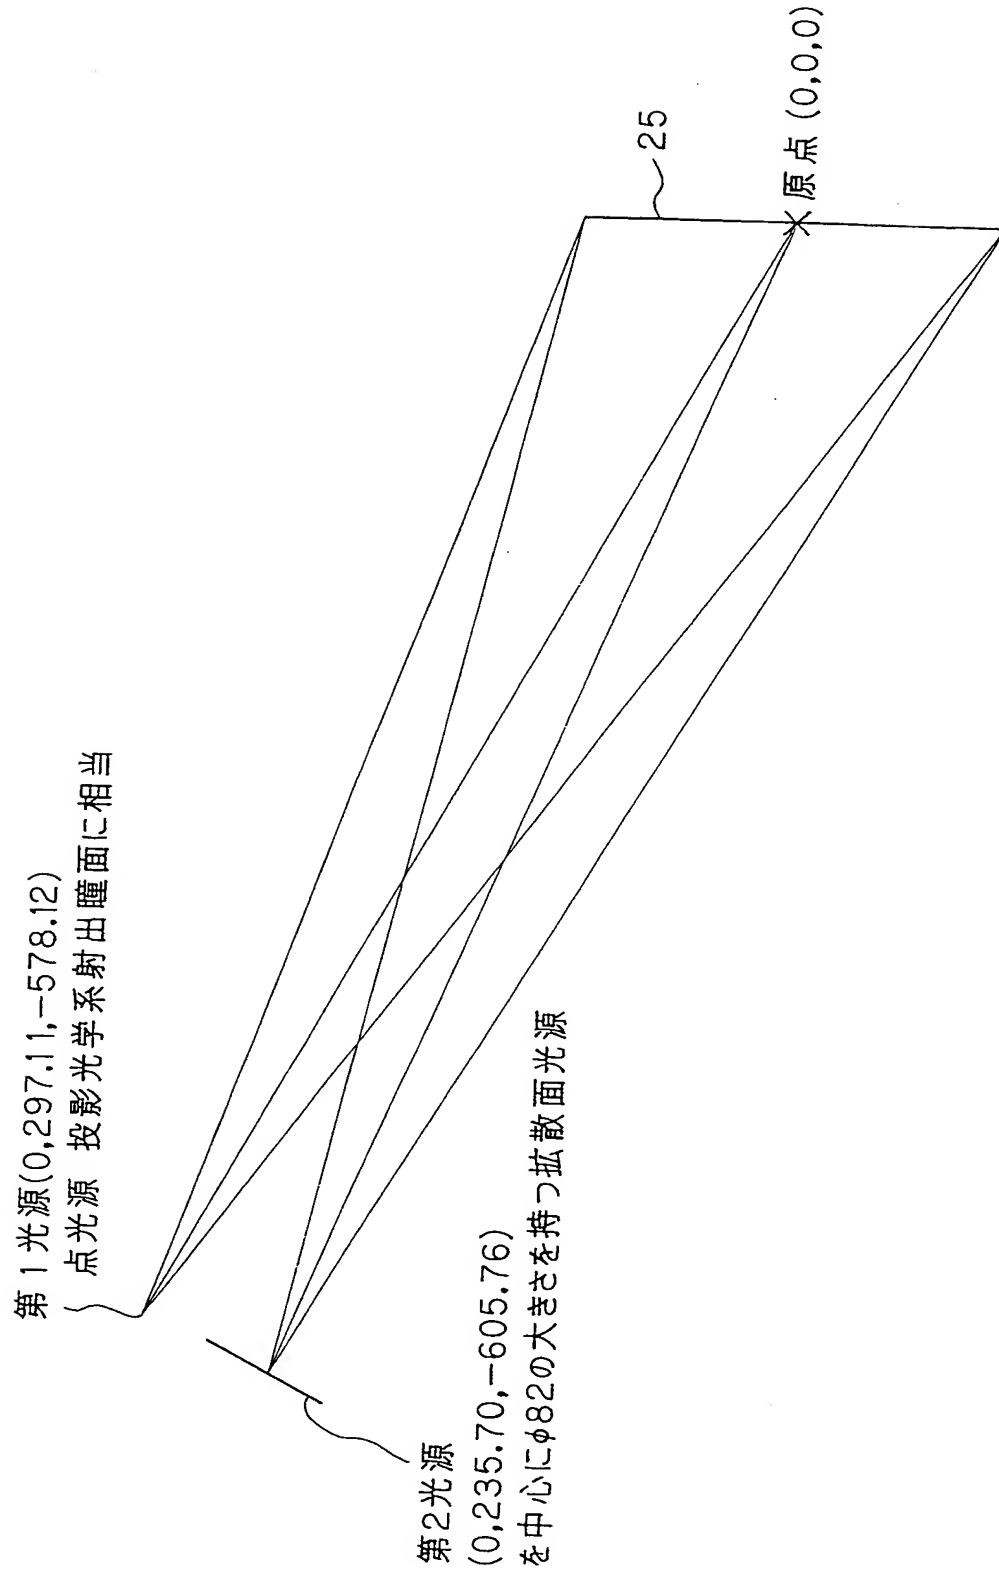 第1光源(0,297.11,-578.12)
点光源 投影光学系射出瞳面に相当
第2光源
(0,235.70,-605.76)
を中心にφ82の大きさを持つ拡散面光源
25
原点(0,0,0)